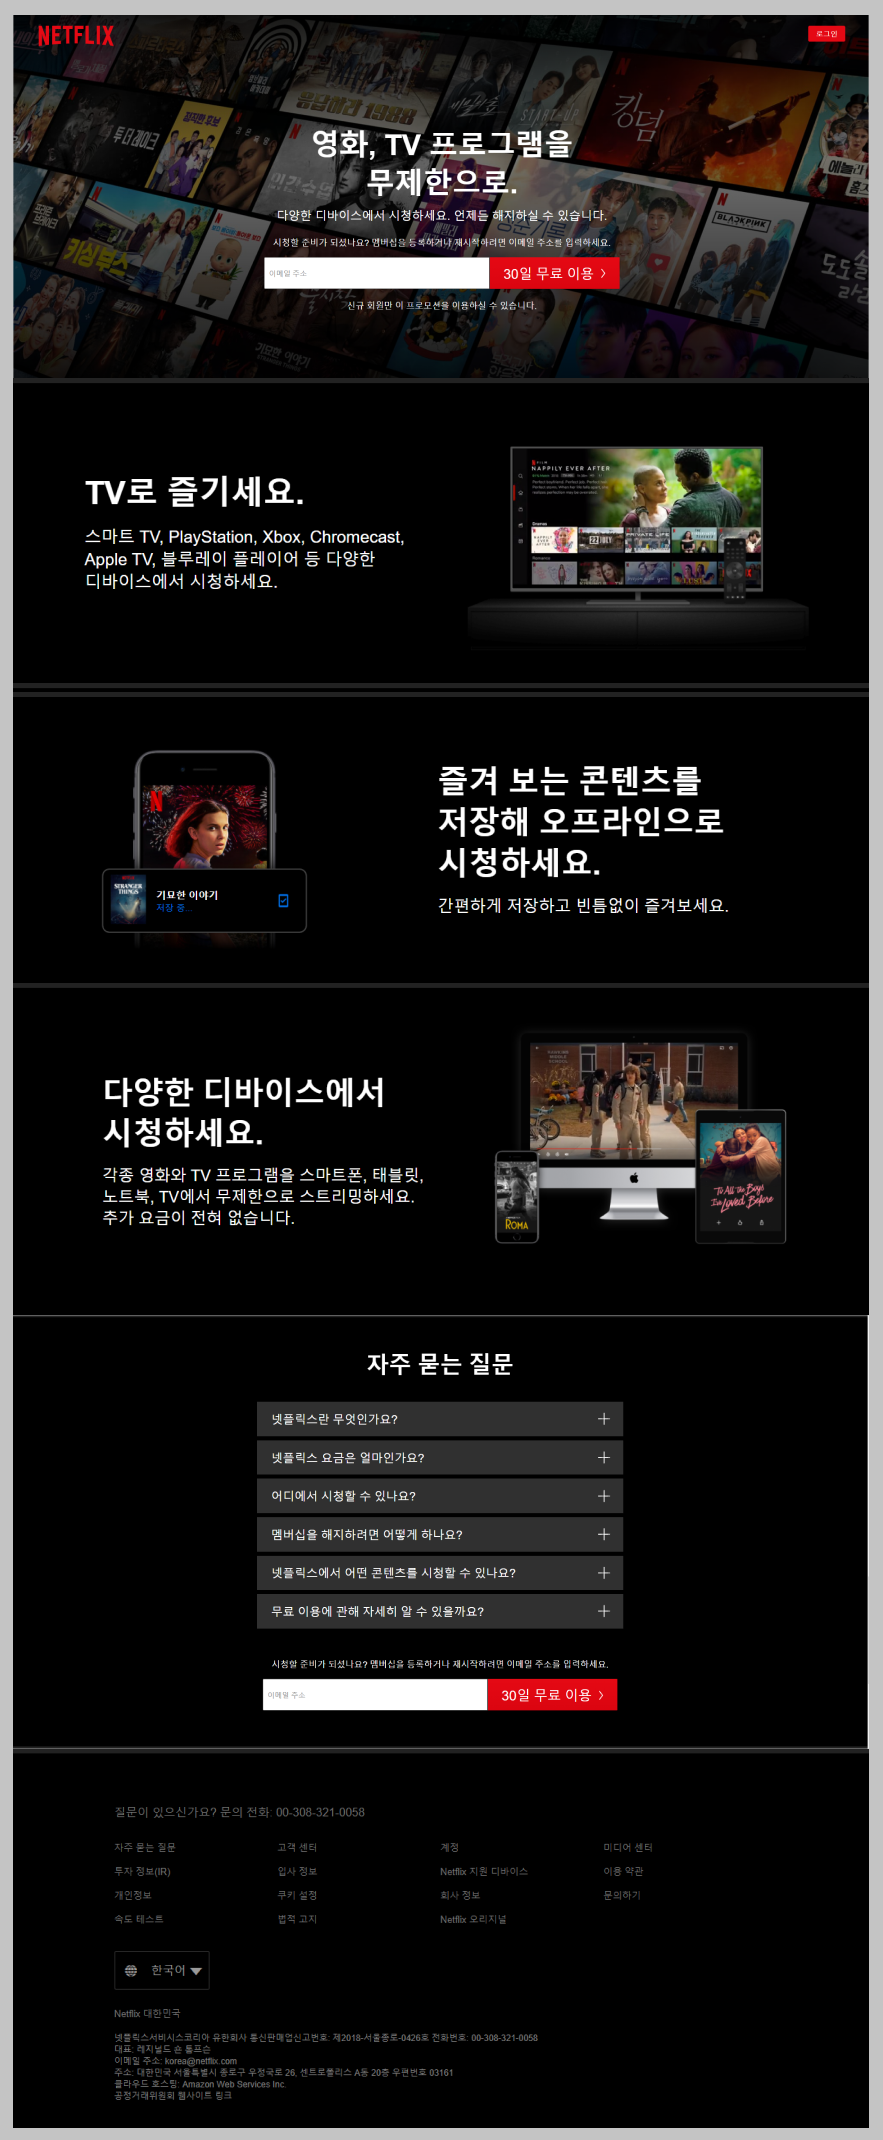 NETFLIX
로그인
응답하라 1988
START-UP
킹덤
투 더 레이크
BLACKPINK
키싱 부스
기묘한 이야기
영화, TV 프로그램을
무제한으로.
다양한 디바이스에서 시청하세요. 언제든 해지하실 수 있습니다.
시청할 준비가 되셨나요? 멤버십을 등록하거나 재시작하려면 이메일 주소를 입력하세요.
이메일 주소
30일 무료 이용 >
신규 회원만 이 프로모션을 이용하실 수 있습니다.
TV로 즐기세요.
스마트 TV, PlayStation, Xbox, Chromecast,
Apple TV, 블루레이 플레이어 등 다양한
디바이스에서 시청하세요.
FILM
NAPPILY EVER AFTER
Dramas
PRIVATE LIFE
즐겨 보는 콘텐츠를
저장해 오프라인으로
시청하세요.
간편하게 저장하고 빈틈없이 즐겨보세요.
STRANGER
THINGS
기묘한 이야기
저장 중...
다양한 디바이스에서
시청하세요.
각종 영화와 TV 프로그램을 스마트폰, 태블릿,
노트북, TV에서 무제한으로 스트리밍하세요.
추가 요금이 전혀 없습니다.
ROMA
To All the Boys
I've Loved Before
자주 묻는 질문
넷플릭스란 무엇인가요?
넷플릭스 요금은 얼마인가요?
어디에서 시청할 수 있나요?
멤버십을 해지하려면 어떻게 하나요?
넷플릭스에서 어떤 콘텐츠를 시청할 수 있나요?
무료 이용에 관해 자세히 알 수 있을까요?
시청할 준비가 되셨나요? 멤버십을 등록하거나 재시작하려면 이메일 주소를 입력하세요.
이메일 주소
30일 무료 이용 >
질문이 있으신가요? 문의 전화: 00-308-321-0058
자주 묻는 질문 고객 센터 계정 미디어 센터
투자 정보(IR) 입사 정보 Netflix 지원 디바이스 이용 약관
개인정보 쿠키 설정 회사 정보 문의하기
속도 테스트 법적 고지 Netflix 오리지널
한국어
Netflix 대한민국
넷플릭스서비시스코리아 유한회사 통신판매업신고번호: 제2018-서울종로-0426호 전화번호: 00-308-321-0058
대표: 레지널드 숀 톰프슨
이메일 주소: korea@netflix.com
주소: 대한민국 서울특별시 종로구 우정국로 26, 센트로폴리스 A동 20층 우편번호 03161
클라우드 호스팅: Amazon Web Services Inc.
공정거래위원회 웹사이트 링크